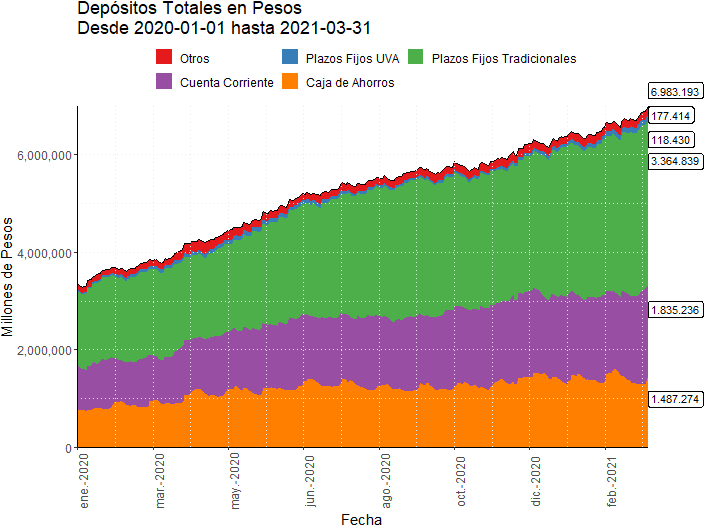 Depósitos Totales en Pesos
Desde 2020-01-01 hasta 2021-03-31
Otros
Plazos Fijos UVA
Plazos Fijos Tradicionales
Cuenta Corriente
Caja de Ahorros
6.983.193
177.414
118.430
3.364.839
1.835.236
1.487.274
6,000,000
4,000,000
2,000,000
0
Millones de Pesos
ene.-2020
mar.-2020
may.-2020
jun.-2020
ago.-2020
oct.-2020
dic.-2020
feb.-2021
Fecha